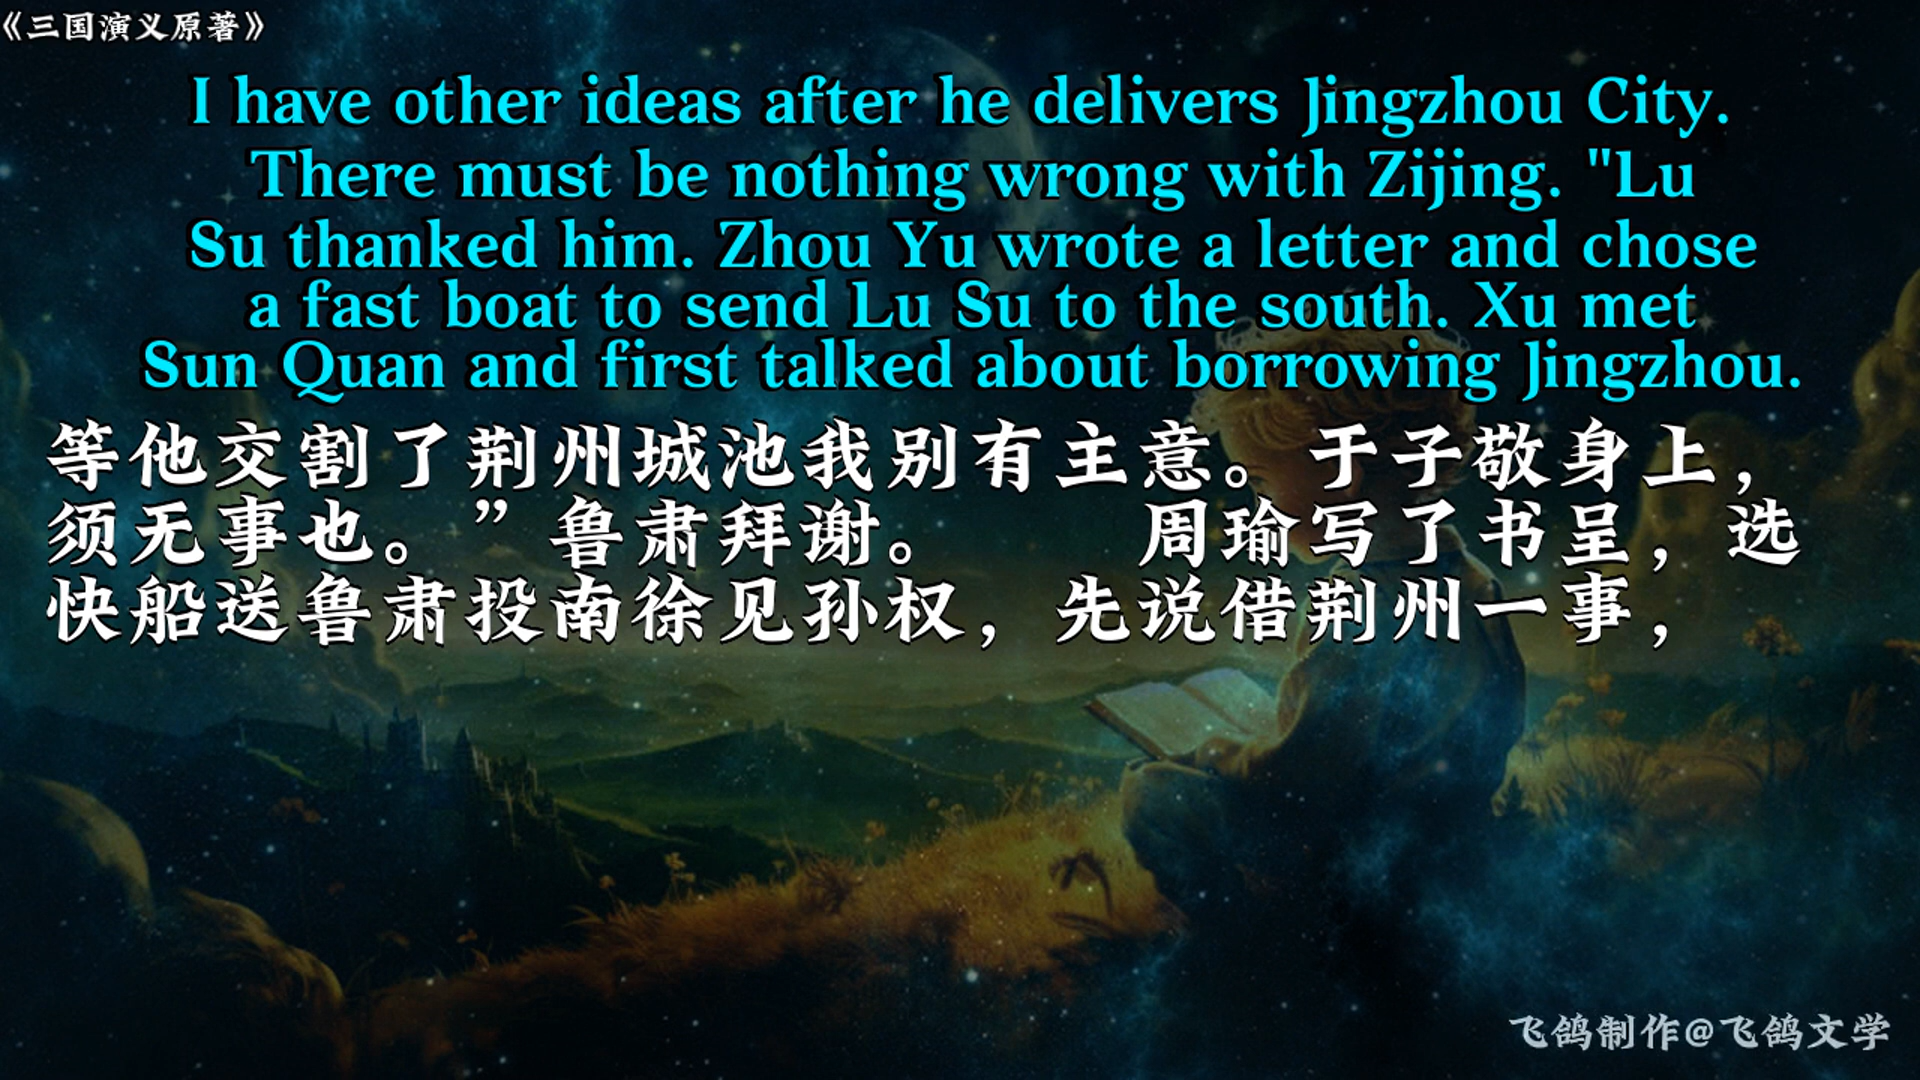 《三国演义原著》
I have other ideas after he delivers Jingzhou City.
There must be nothing wrong with Zijing. "Lu
Su thanked him. Zhou Yu wrote a letter and chose
a fast boat to send Lu Su to the south. Xu met
Sun Quan and first talked about borrowing Jingzhou.
等他交割了荆州城池我别有主意。于子敬身上，
须无事也。”鲁肃拜谢。　　周瑜写了书呈，选
快船送鲁肃投南徐见孙权，先说借荆州一事，
飞鸽制作@飞鸽文学